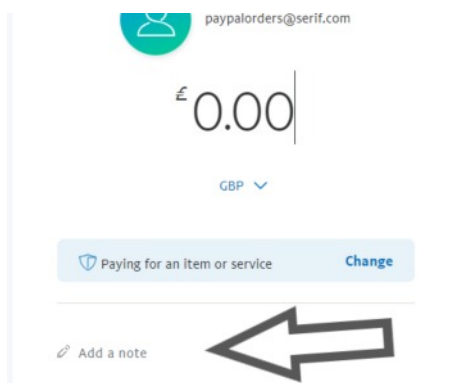 paypalorders@serif.com
£0.00
GBP
Paying for an item or service Change
Add a note